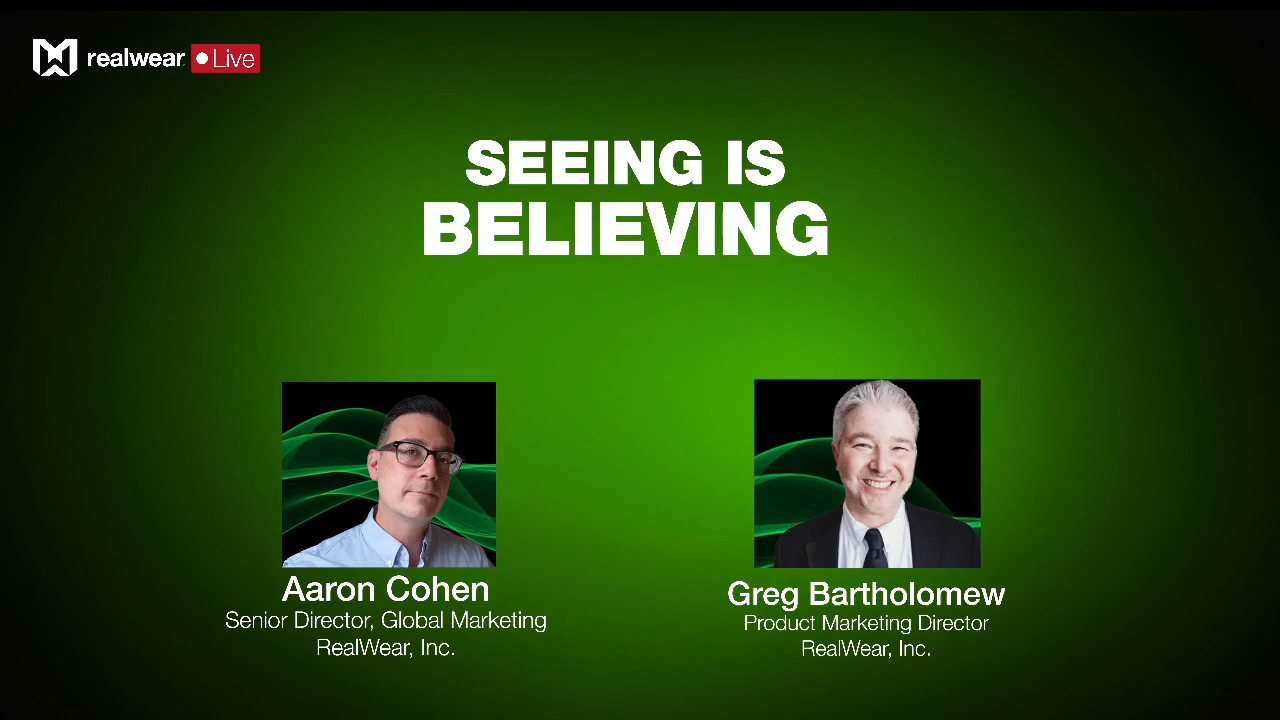 realwear Live
SEEING IS
BELIEVING
Aaron Cohen
Senior Director, Global Marketing
RealWear, Inc.
Greg Bartholomew
Product Marketing Director
RealWear, Inc.